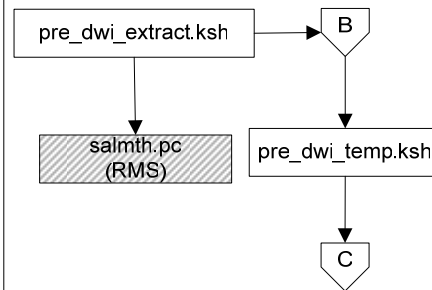 pre_dwi_extract.ksh
B
salmth.pc
(RMS)
pre_dwi_temp.ksh
C